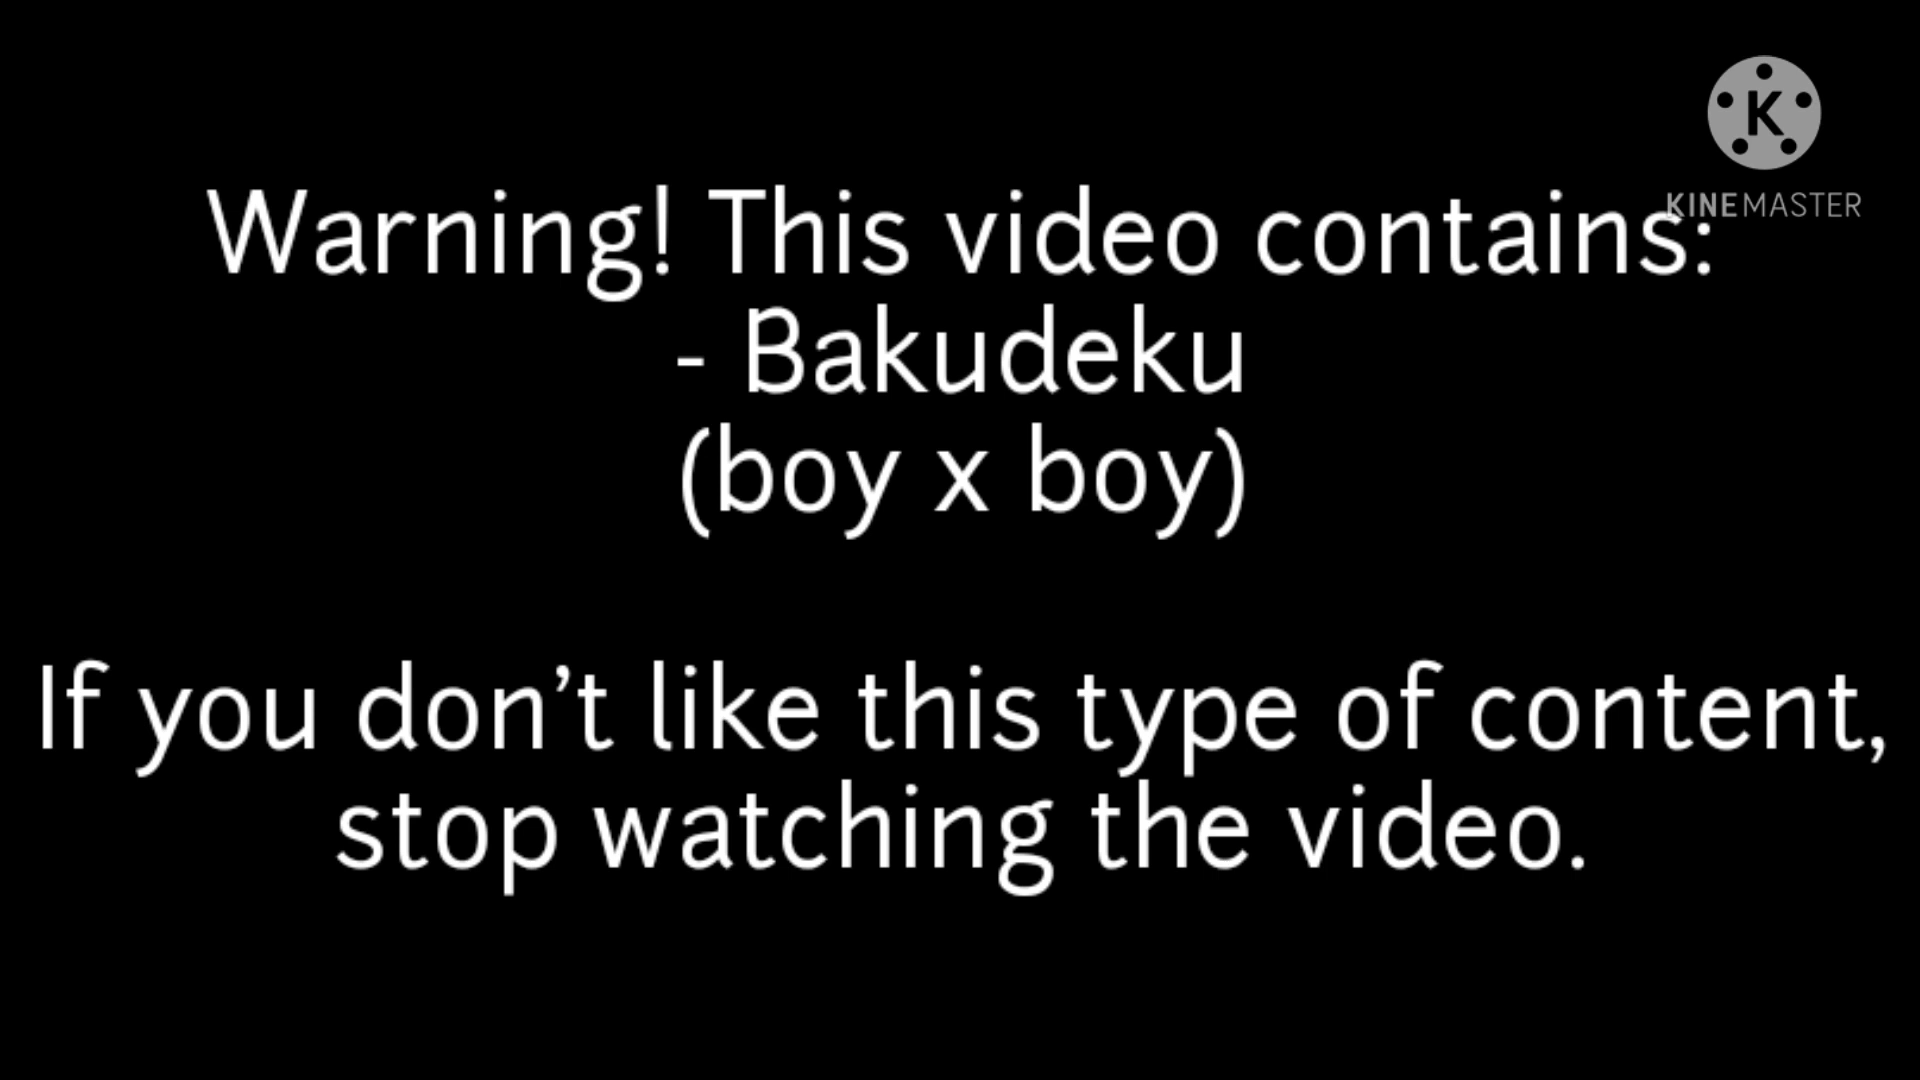 K
KINEMASTER
Warning! This video contains:
- Bakudeku
(boy x boy)
If you don’t like this type of content,
stop watching the video.